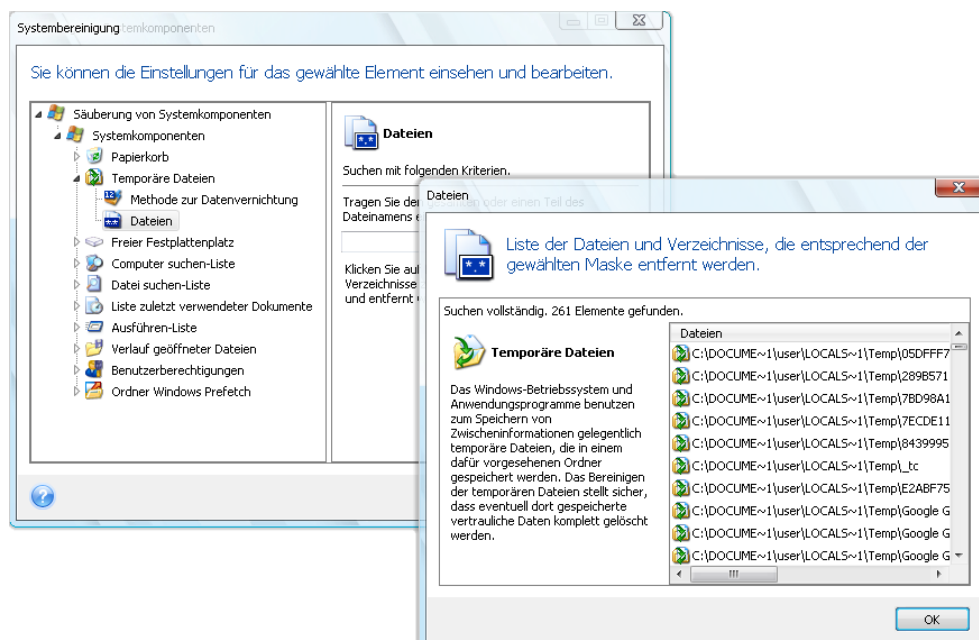 Systembereinigung
temkomponenten
Sie können die Einstellungen für das gewählte Element einsehen und bearbeiten.
Säuberung von Systemkomponenten
Systemkomponenten
Papierkorb
Temporäre Dateien
Methode zur Datenvernichtung
Dateien
Freier Festplattenplatz
Computer suchen-Liste
Datei suchen-Liste
Liste zuletzt verwendeter Dokumente
Ausführen-Liste
Verlauf geöffneter Dateien
Benutzerberechtigungen
Ordner Windows Prefetch
Dateien
Suchen mit folgenden Kriterien.
Tragen Sie den gesamten oder einen Teil des
Dateinamens e
Klicken Sie auf
Verzeichnisse
und entfernt
Dateien
Liste der Dateien und Verzeichnisse, die entsprechend der
gewählten Maske entfernt werden.
Suchen vollständig. 261 Elemente gefunden.
Temporäre Dateien
Das Windows-Betriebssystem und
Anwendungsprogramme benutzen
zum Speichern von
Zwischeninformationen gelegentlich
temporäre Dateien, die in einem
dafür vorgesehenen Ordner
gespeichert werden. Das Bereinigen
der temporären Dateien stellt sicher,
dass eventuell dort gespeicherte
vertrauliche Daten komplett gelöscht
werden.
Dateien
C:\DOCUME~1\user\LOCALS~1\Temp\05DFFF7
C:\DOCUME~1\user\LOCALS~1\Temp\289B571
C:\DOCUME~1\user\LOCALS~1\Temp\7BD98A1
C:\DOCUME~1\user\LOCALS~1\Temp\7ECDE11
C:\DOCUME~1\user\LOCALS~1\Temp\8439995
C:\DOCUME~1\user\LOCALS~1\Temp\_tc
C:\DOCUME~1\user\LOCALS~1\Temp\E2ABF75
C:\DOCUME~1\user\LOCALS~1\Temp\Google G
C:\DOCUME~1\user\LOCALS~1\Temp\Google G
C:\DOCUME~1\user\LOCALS~1\Temp\Google G
OK